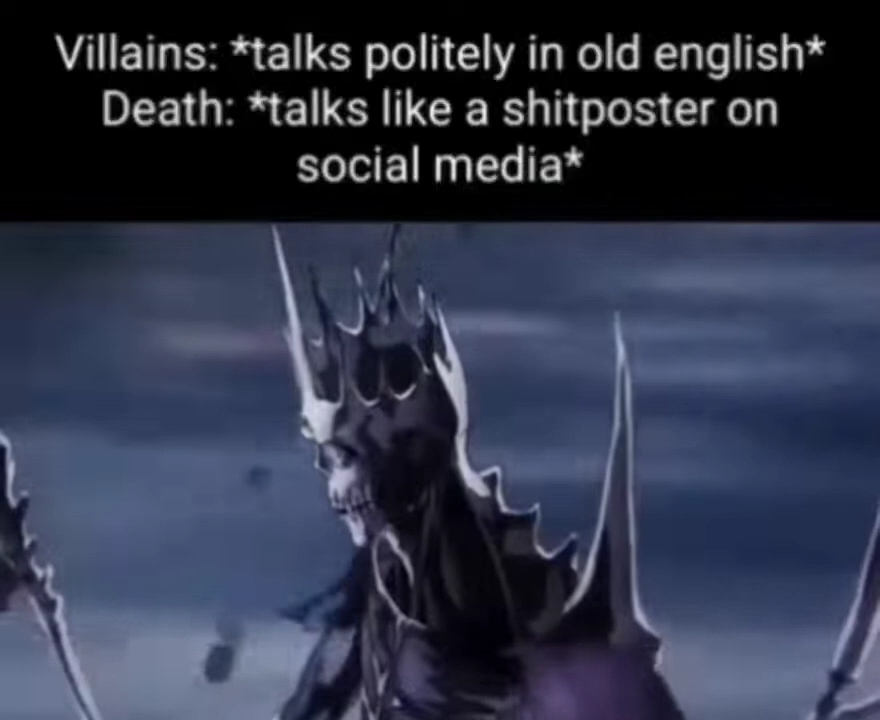 Villains: *talks politely in old english*
Death: *talks like a shitposter on
social media*